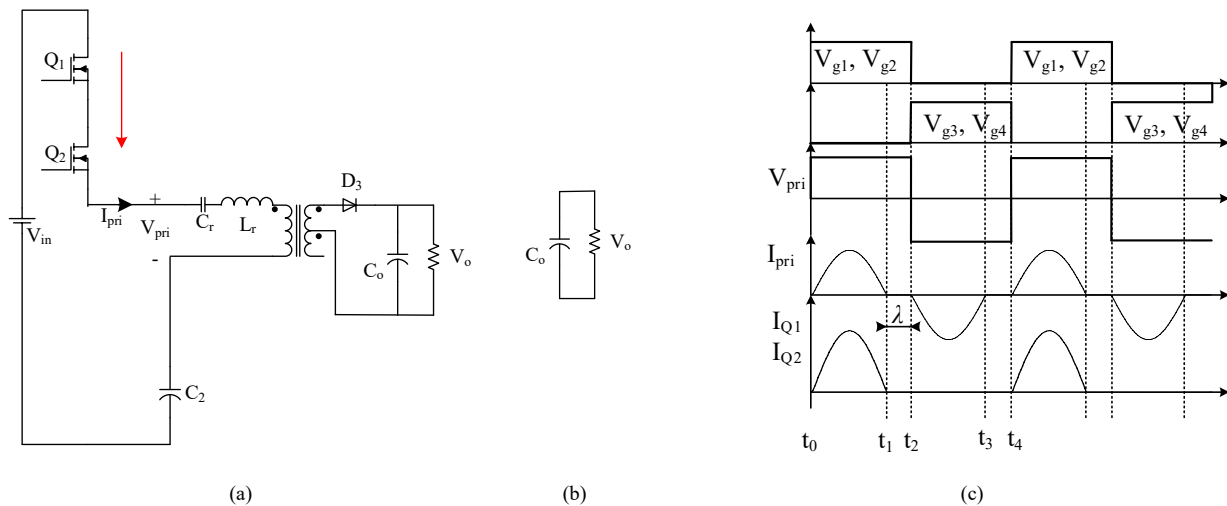 Q1
Q2
Vin
Ipri
+
Vpri
-
Cr
Lr
D3
Co
Vo
C2
(a)
Co
Vo
(b)
Vg1, Vg2
Vg1, Vg2
Vg3, Vg4
Vg3, Vg4
Vpri
Ipri
λ
IQ1
IQ2
t0
t1
t2
t3
t4
(c)